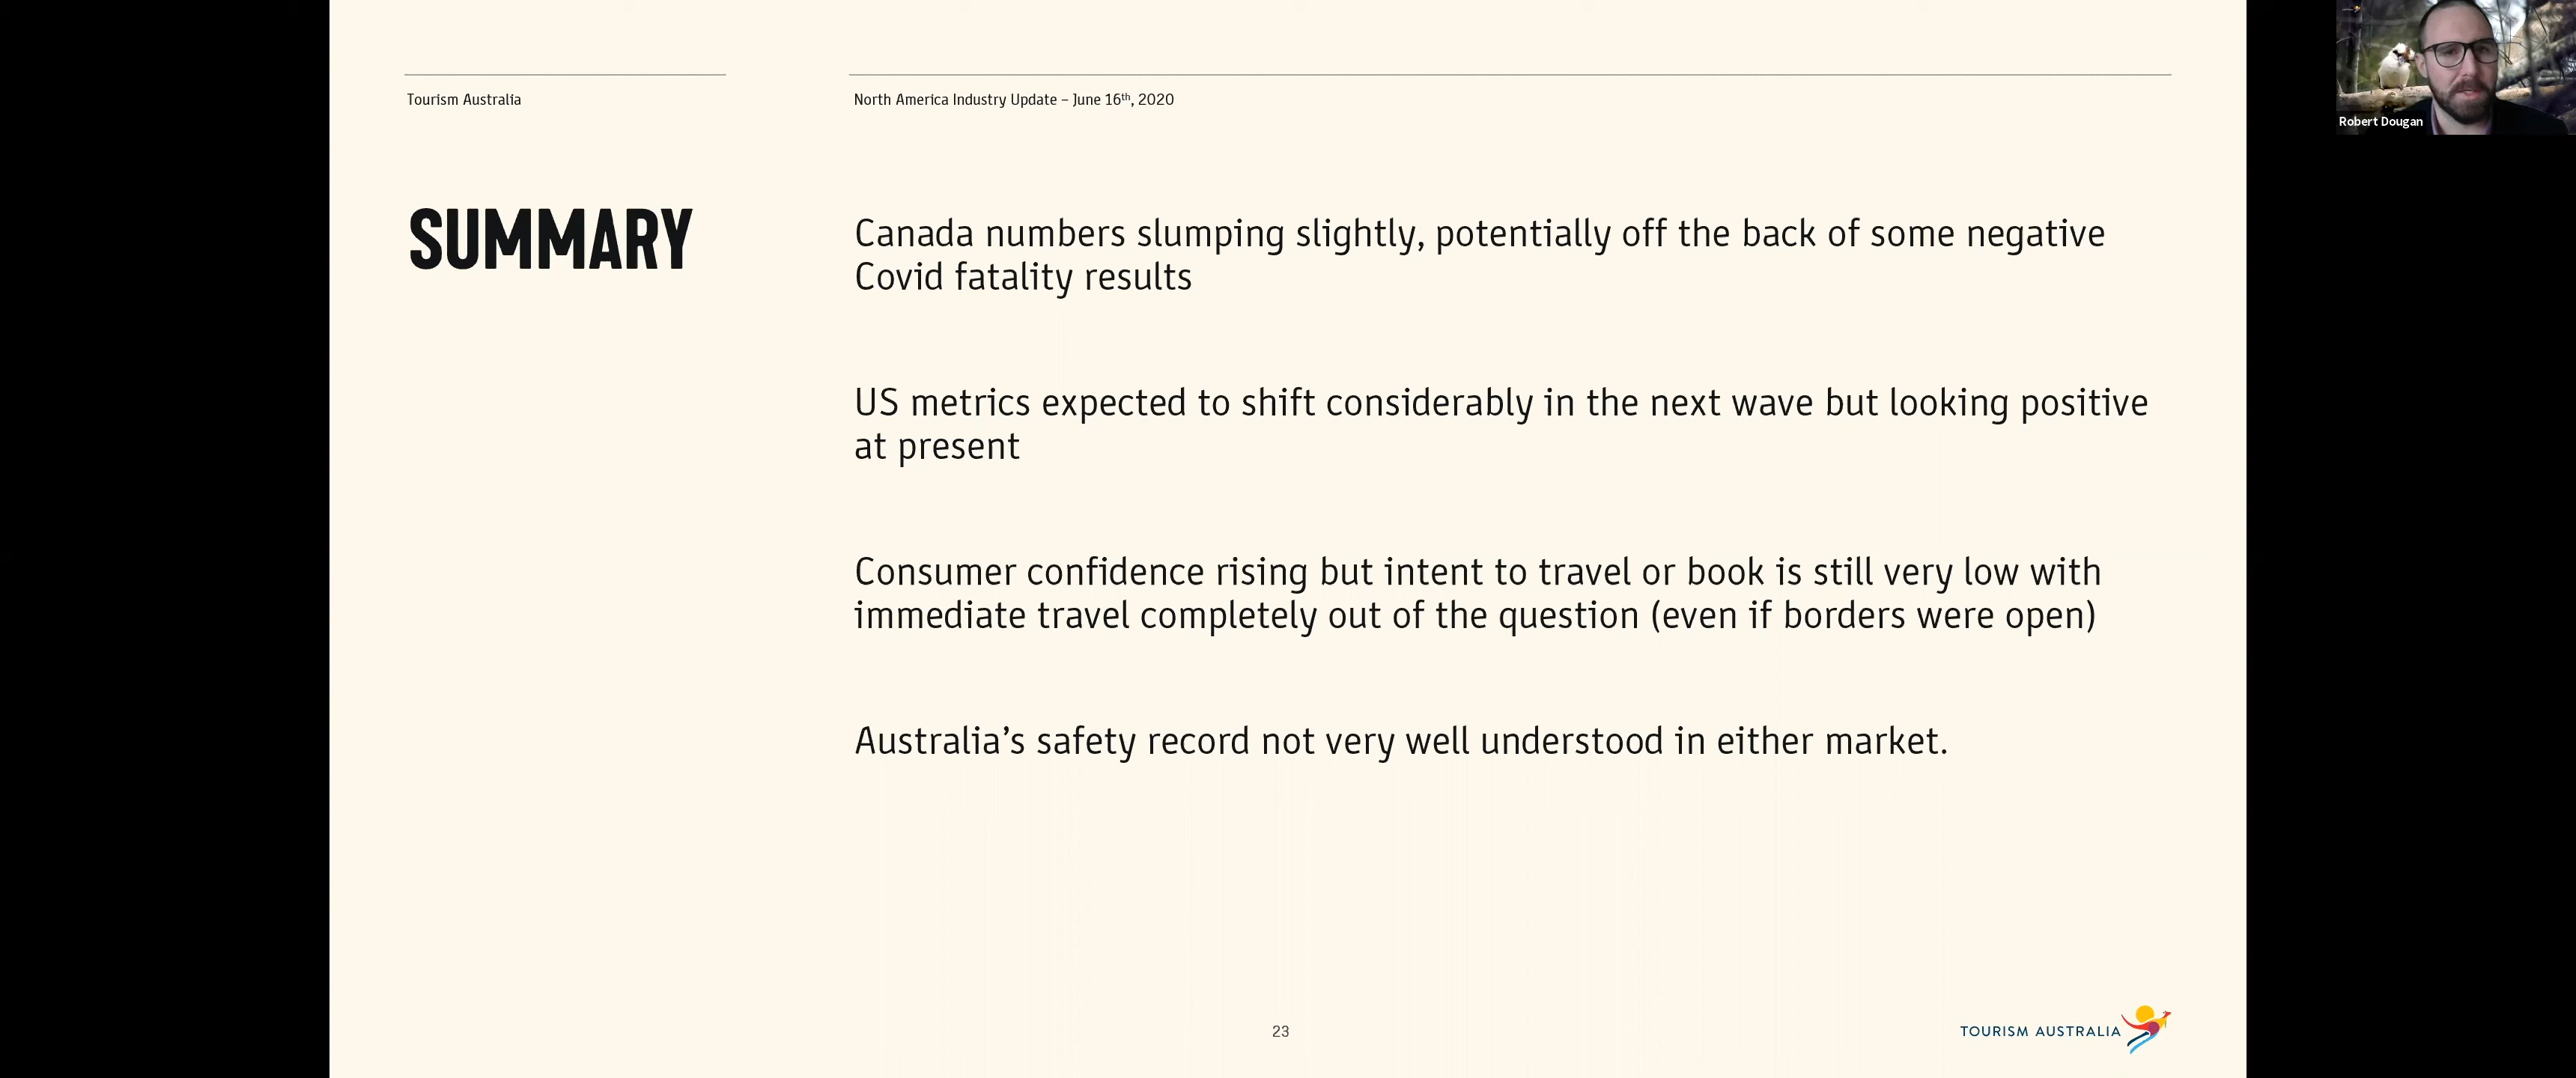 Tourism Australia
North America Industry Update – June 16th, 2020
Robert Dougan
SUMMARY
Canada numbers slumping slightly, potentially off the back of some negative
Covid fatality results
US metrics expected to shift considerably in the next wave but looking positive
at present
Consumer confidence rising but intent to travel or book is still very low with
immediate travel completely out of the question (even if borders were open)
Australia’s safety record not very well understood in either market.
23
TOURISM AUSTRALIA